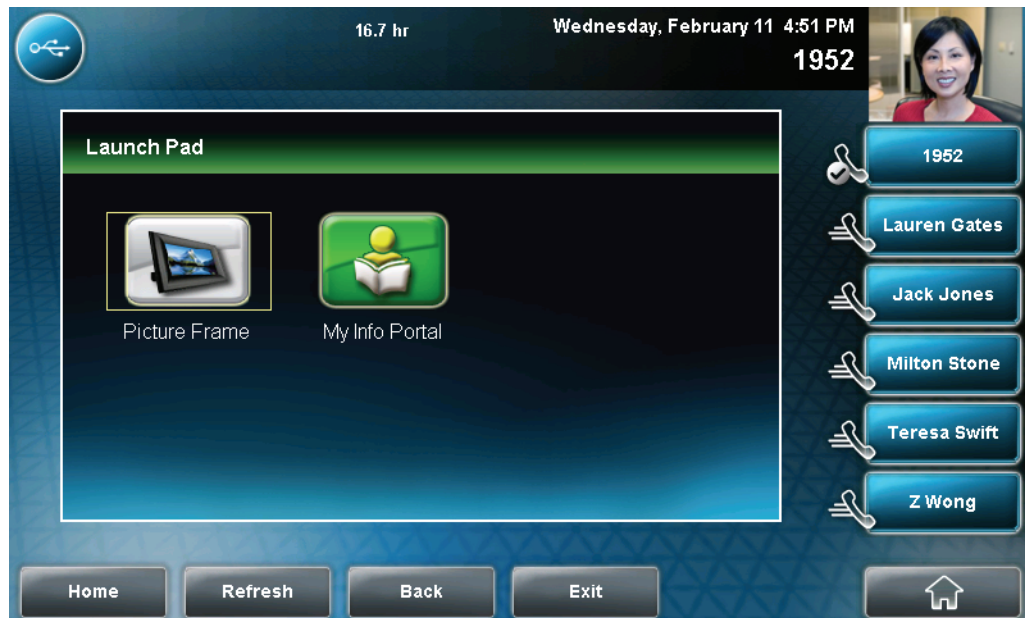 16.7 hr
Wednesday, February 11 4:51 PM
1952
Launch Pad
Picture Frame
My Info Portal
1952
Lauren Gates
Jack Jones
Milton Stone
Teresa Swift
Z Wong
Home
Refresh
Back
Exit